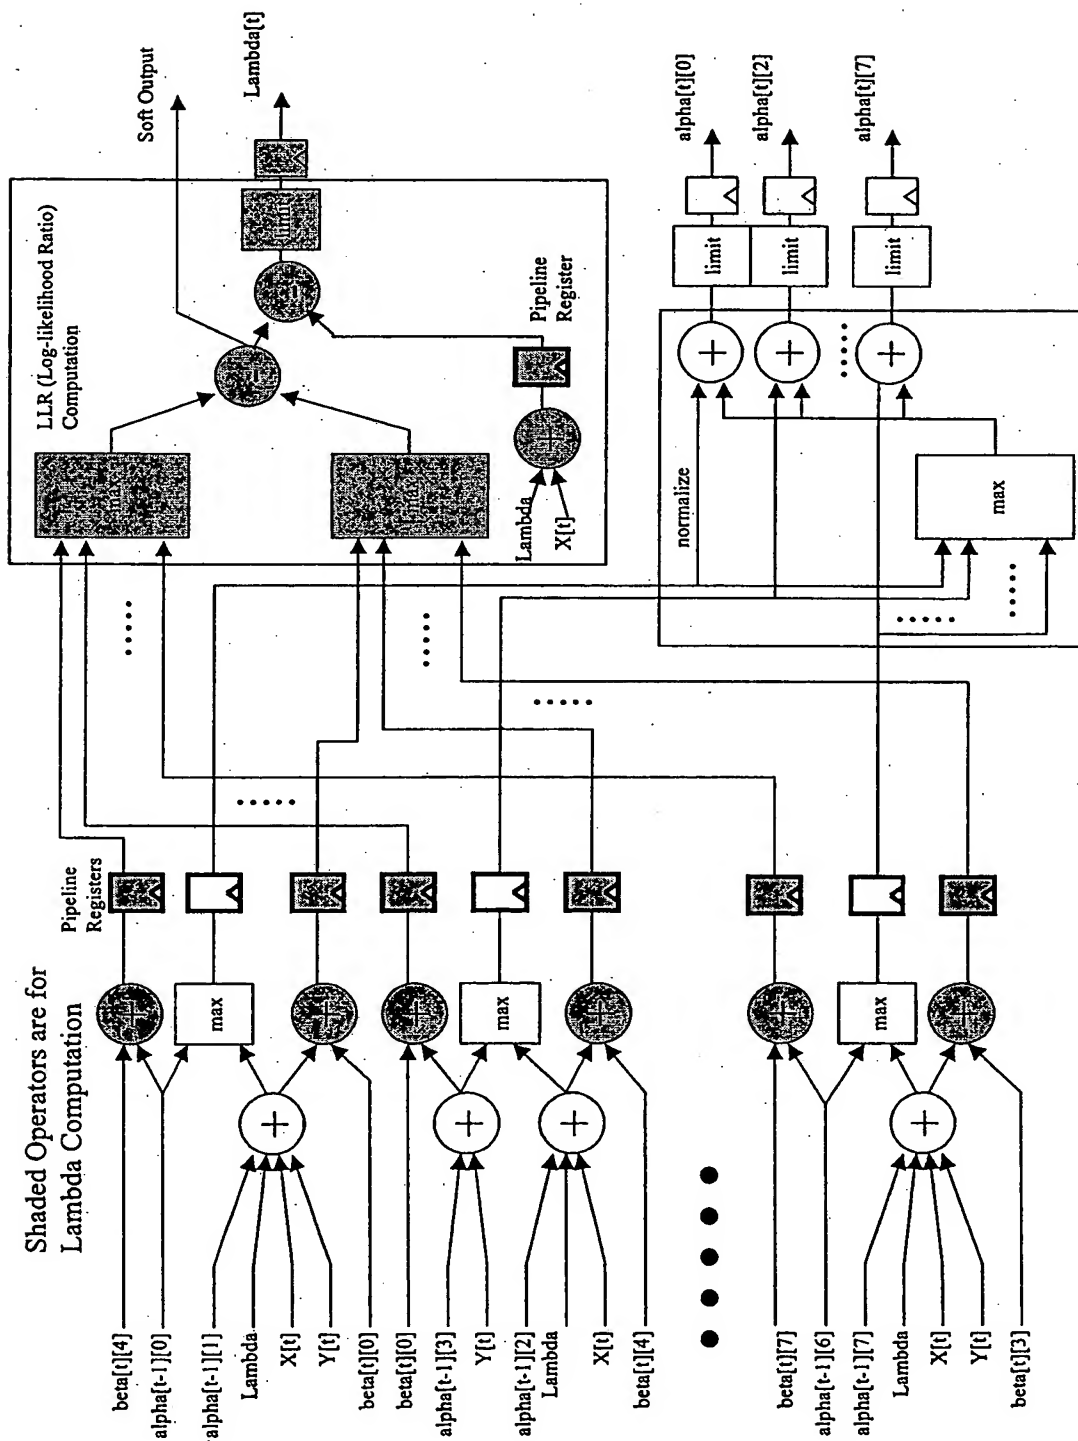 Shaded Operators are for
Lambda Computation
beta[t][4]
alpha[t-1][0]
alpha[t-1][1]
Lambda
X[t]
Y[t]
beta[t][0]
beta[t][0]
alpha[t-1][3]
Y[t]
alpha[t-1][2]
Lambda
X[t]
beta[t][4]
beta[t][7]
alpha[t-1][6]
alpha[t-1][7]
Lambda
X[t]
Y[t]
beta[t][3]
+
+
+
+
+
max
+
+
max
+
+
max
+
Pipeline
Registers
LLR (Log-likelihood Ratio)
Computation
max
max
Lambda
X[t]
+
Pipeline
Register
-
-
limit
Soft Output
Lambda[t]
normalize
max
+
+
+
limit
limit
limit
alpha[t][0]
alpha[t][2]
alpha[t][7]